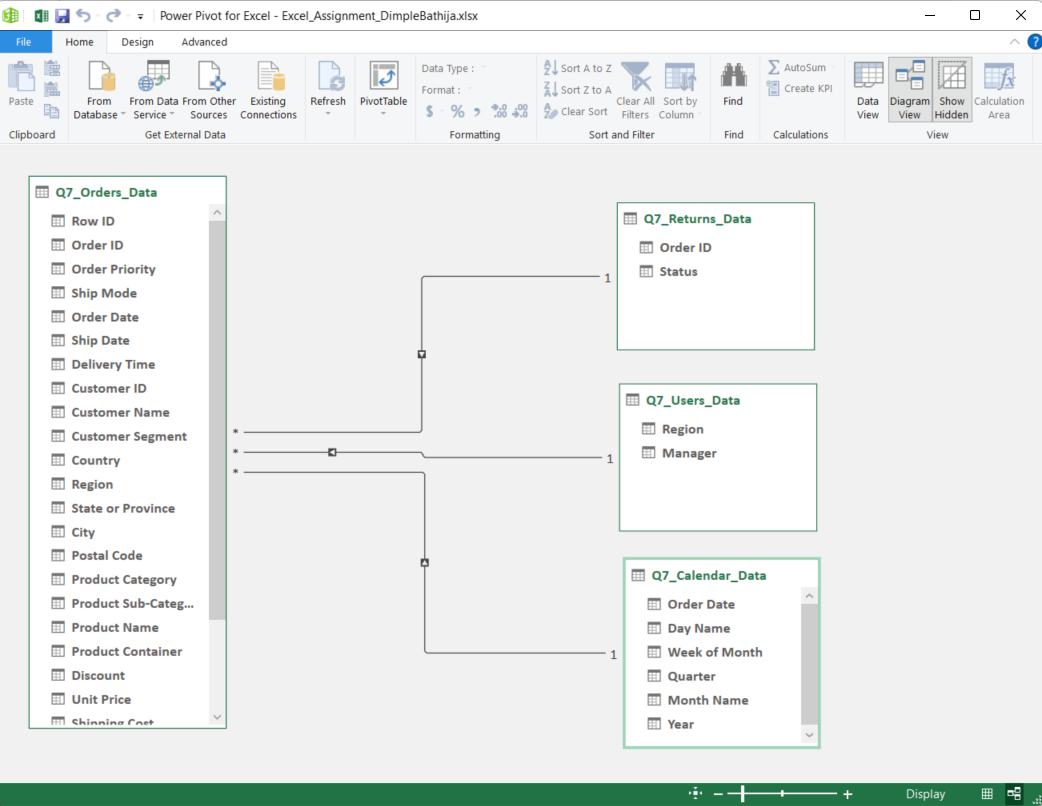 Power Pivot for Excel - Excel_Assignment_DimpleBathija.xlsx
File Home Design Advanced ?
Paste
Clipboard
From Database
From Data Service
From Other Sources
Existing Connections
Get External Data
Refresh
PivotTable
Data Type :
Format :
$ % 9 .00 .00
Formatting
Sort A to Z
Sort Z to A
Clear Sort
Clear All Filters
Sort by Column
Sort and Filter
Find
Find
AutoSum
Create KPI
Calculations
Data View
Diagram View
Show Hidden
Calculation Area
View
Q7_Orders_Data
Row ID
Order ID
Order Priority
Ship Mode
Order Date
Ship Date
Delivery Time
Customer ID
Customer Name
Customer Segment
Country
Region
State or Province
City
Postal Code
Product Category
Product Sub-Categ...
Product Name
Product Container
Discount
Unit Price
Shipping Cost
*
*
*
1
1
1
Q7_Returns_Data
Order ID
Status
Q7_Users_Data
Region
Manager
Q7_Calendar_Data
Order Date
Day Name
Week of Month
Quarter
Month Name
Year
Display